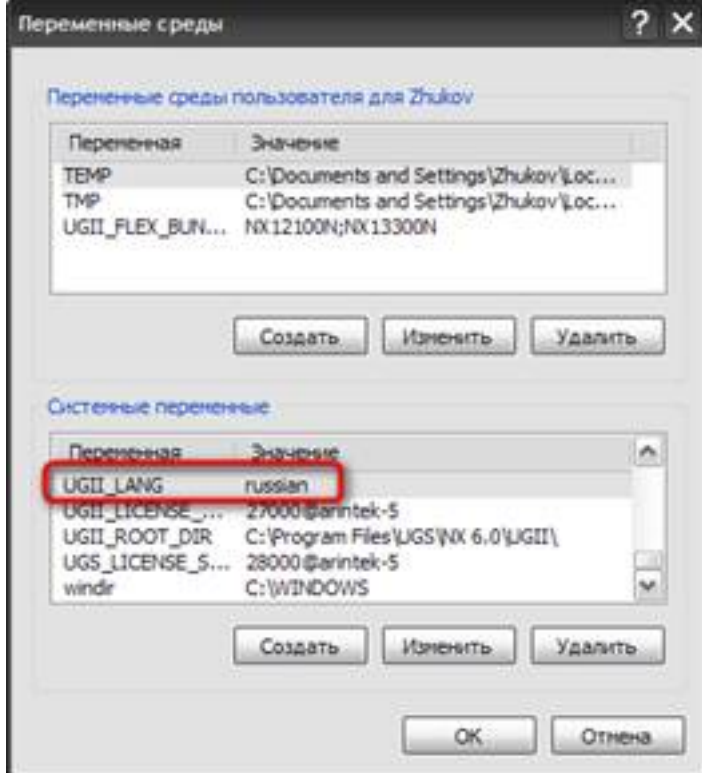 Переменные среды
Переменные среды пользователя для Zhukov
Переменная Значение
TEMP C:\Documents and Settings\Zhukov\Loc...
TMP C:\Documents and Settings\Zhukov\Loc...
UGII_FLEX_BUN... NX12100N;NX13300N
Создать Изменить Удалить
Системные переменные
Переменная Значение
UGII_LANG russian
UGII_LICENSE_... 27000@arintek-5
UGII_ROOT_DIR C:\Program Files\UGS\NX 6.0\UGII\
UGS_LICENSE_S... 28000@arintek-5
windir C:\WINDOWS
Создать Изменить Удалить
OK Отмена